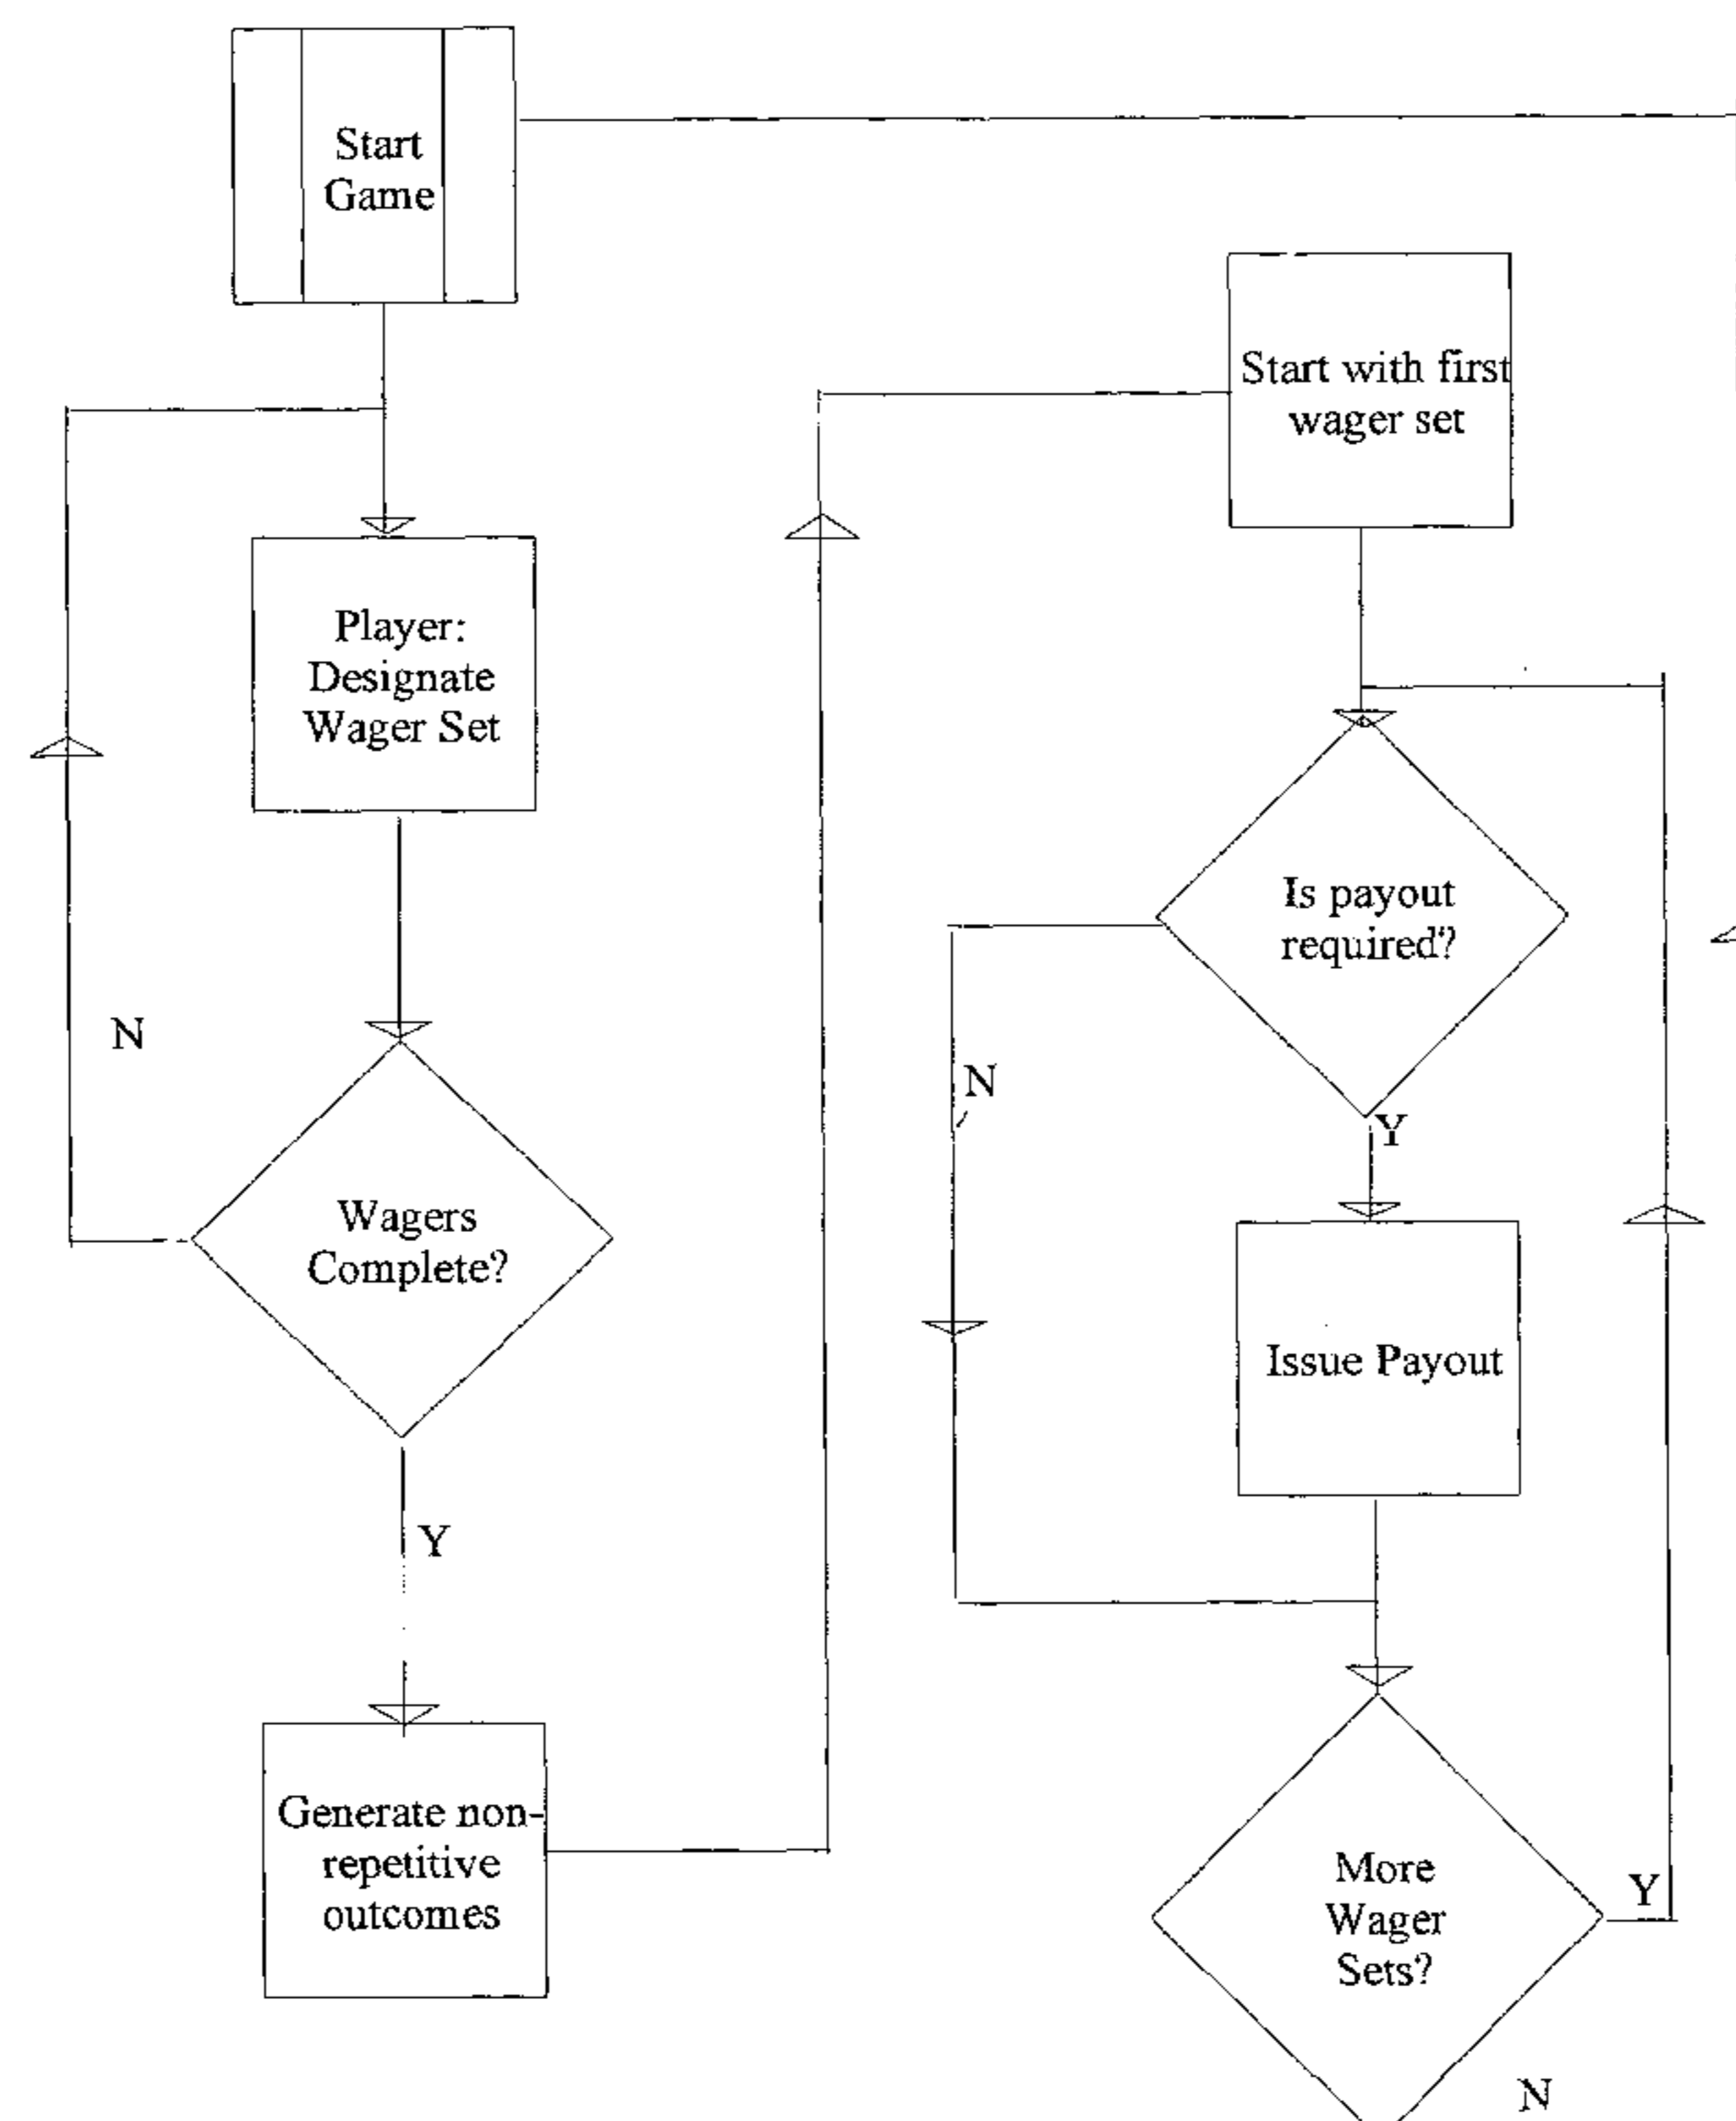 Start
Game
Player:
Designate
Wager Set
N
Wagers
Complete?
Y
Generate non-
repetitive
outcomes
Start with first
wager set
Is payout
required?
N
Y
Issue Payout
More
Wager
Sets?
Y
N